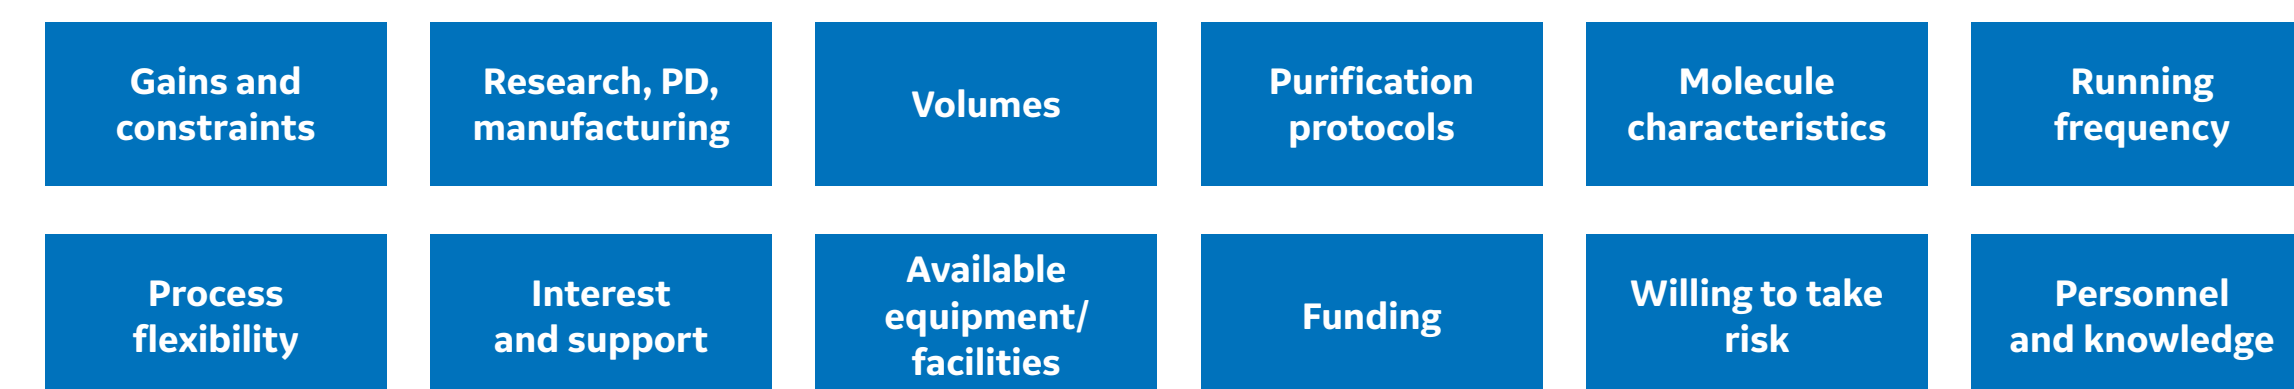 Gains and
constraints
Research, PD,
manufacturing
Volumes
Purification
protocols
Molecule
characteristics
Running
frequency
Process
flexibility
Interest
and support
Available
equipment/
facilities
Funding
Willing to take
risk
Personnel
and knowledge